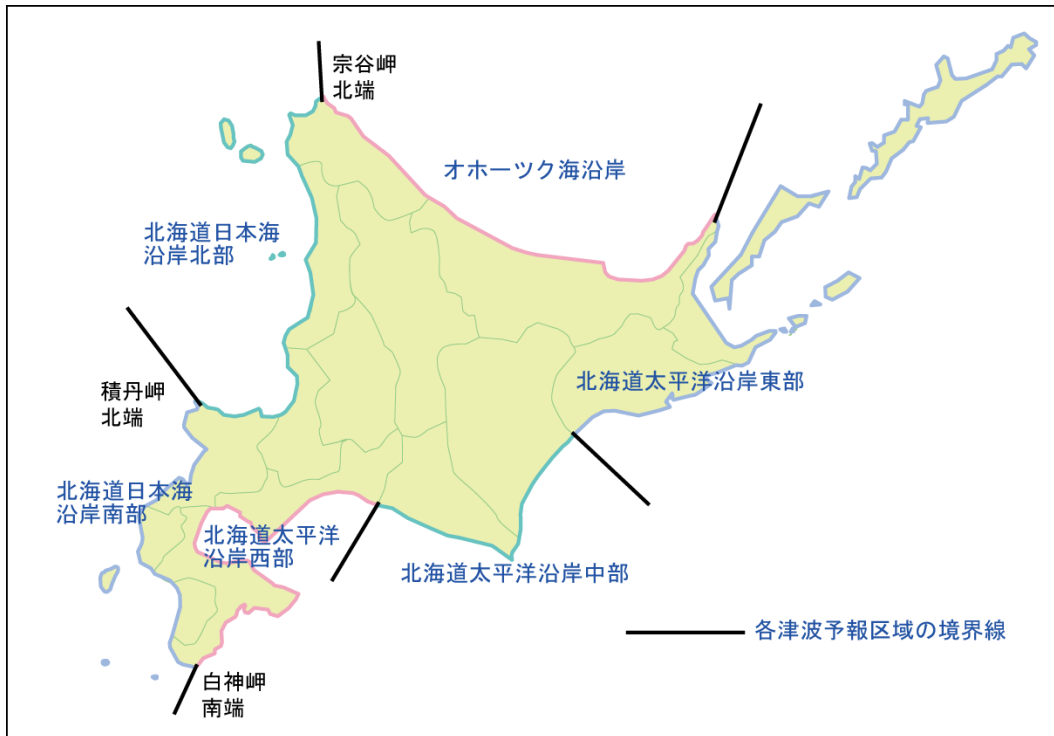 宗谷岬
北端
オホーツク海沿岸
北海道日本海
沿岸北部
積丹岬
北端
北海道太平洋沿岸東部
北海道日本海
沿岸南部
北海道太平洋
沿岸西部
北海道太平洋沿岸中部
各津波予報区域の境界線
白神岬
南端